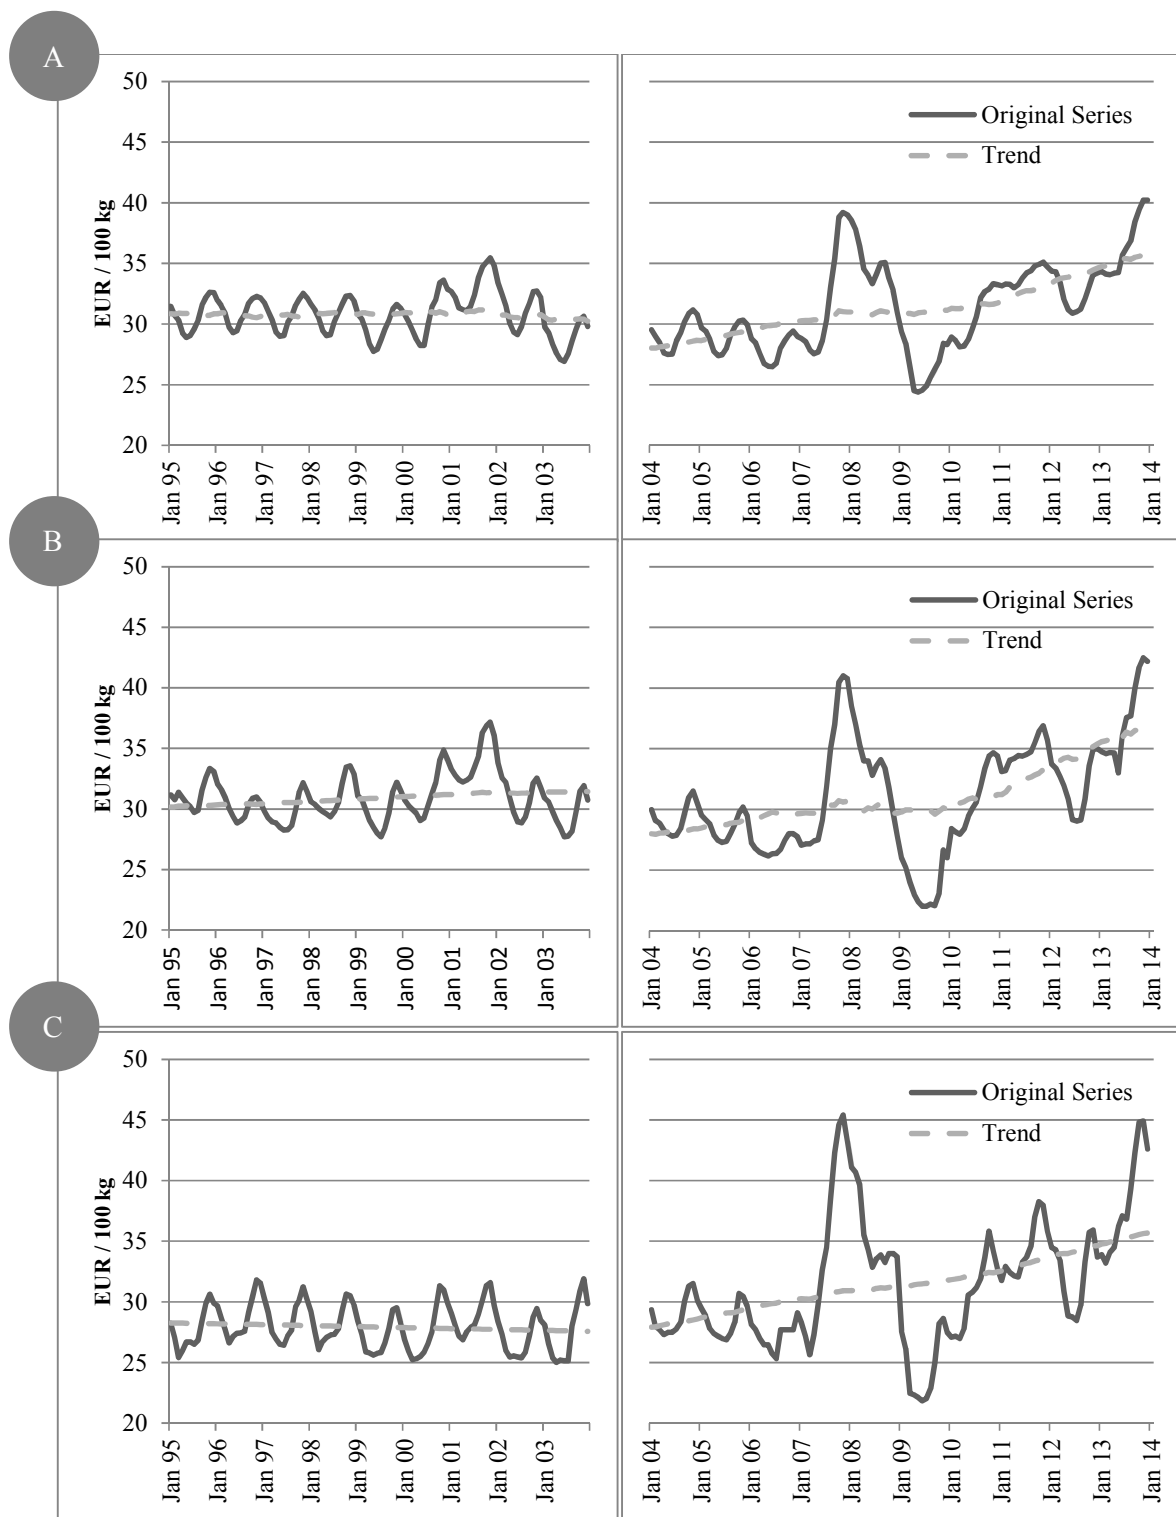 A
50
45
40
35
30
25
20
EUR / 100 kg
Jan 95
Jan 96
Jan 97
Jan 98
Jan 99
Jan 00
Jan 01
Jan 02
Jan 03
Original Series
Trend
Jan 04
Jan 05
Jan 06
Jan 07
Jan 08
Jan 09
Jan 10
Jan 11
Jan 12
Jan 13
Jan 14
B
50
45
40
35
30
25
20
EUR / 100 kg
Jan 95
Jan 96
Jan 97
Jan 98
Jan 99
Jan 00
Jan 01
Jan 02
Jan 03
Original Series
Trend
Jan 04
Jan 05
Jan 06
Jan 07
Jan 08
Jan 09
Jan 10
Jan 11
Jan 12
Jan 13
Jan 14
C
50
45
40
35
30
25
20
EUR / 100 kg
Jan 95
Jan 96
Jan 97
Jan 98
Jan 99
Jan 00
Jan 01
Jan 02
Jan 03
Original Series
Trend
Jan 04
Jan 05
Jan 06
Jan 07
Jan 08
Jan 09
Jan 10
Jan 11
Jan 12
Jan 13
Jan 14